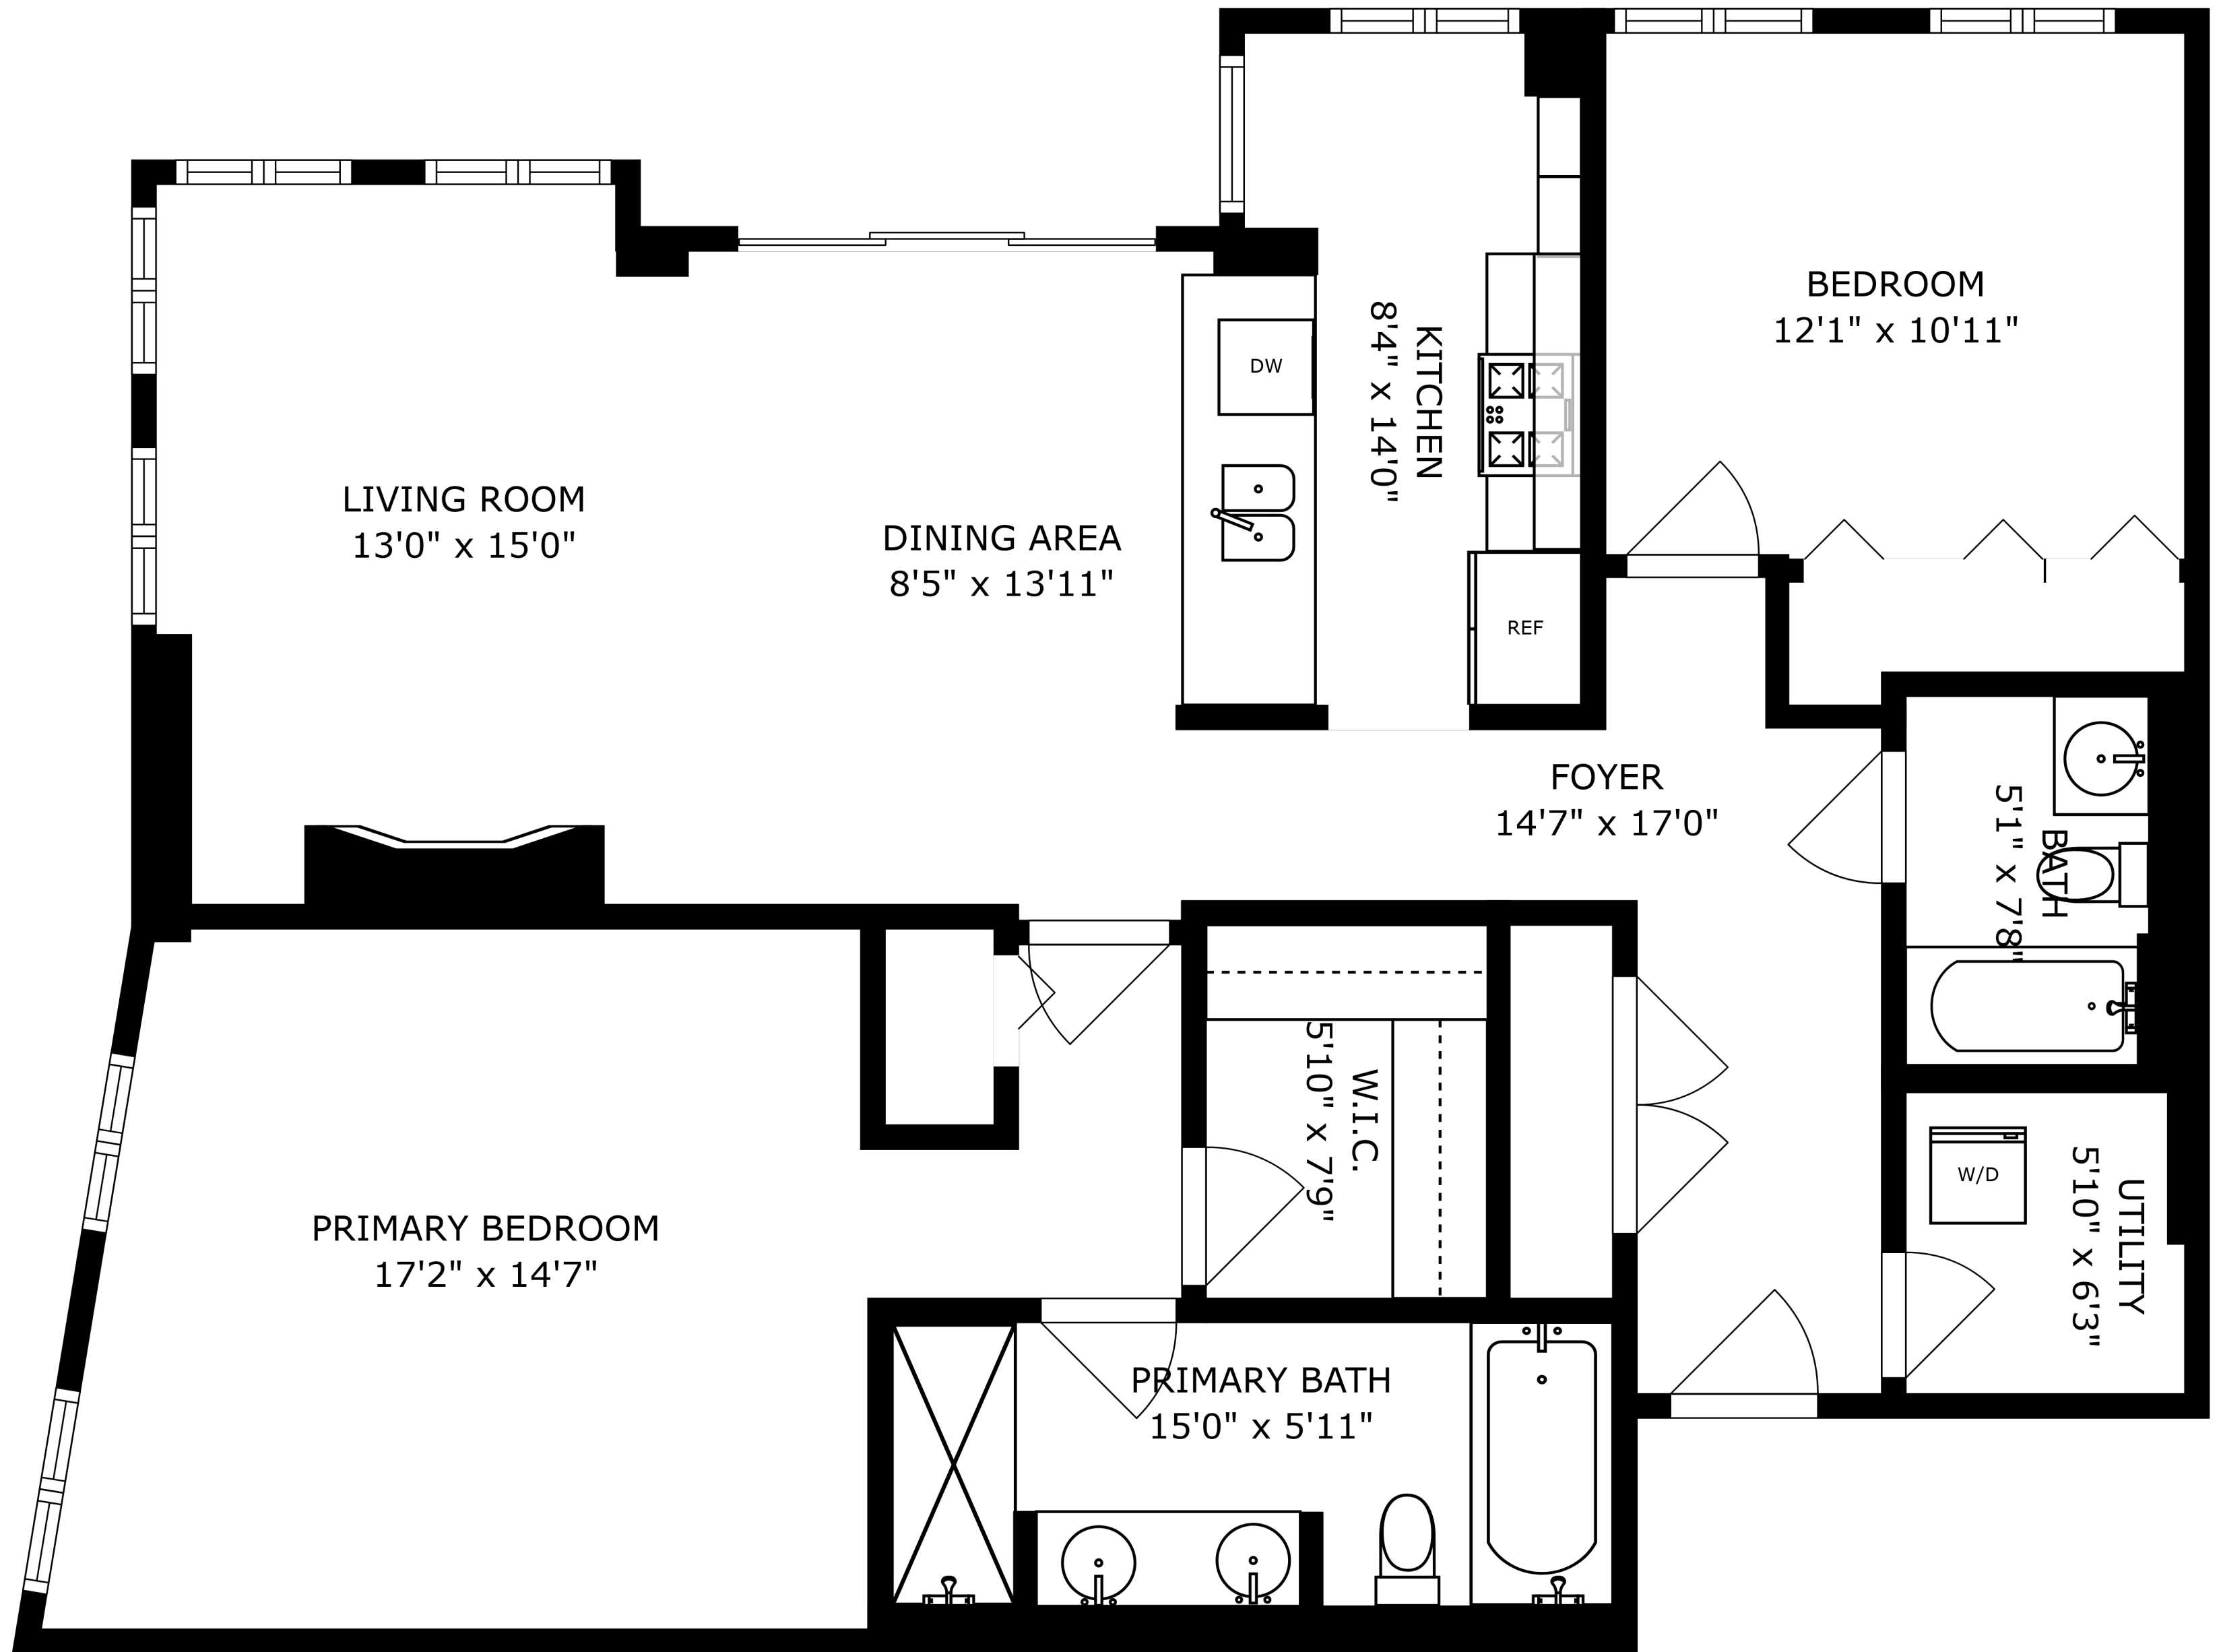 BEDROOM
12'1" x 10'11"
KITCHEN
8'4" x 14'0"
DW
LIVING ROOM
13'0" x 15'0"
DINING AREA
8'5" x 13'11"
REF
FOYER
14'7" x 17'0"
BATH
5'1" x 7'8"
W.I.C.
5'10" x 7'9"
W/D
UTILITY
5'10" x 6'3"
PRIMARY BEDROOM
17'2" x 14'7"
PRIMARY BATH
15'0" x 5'11"